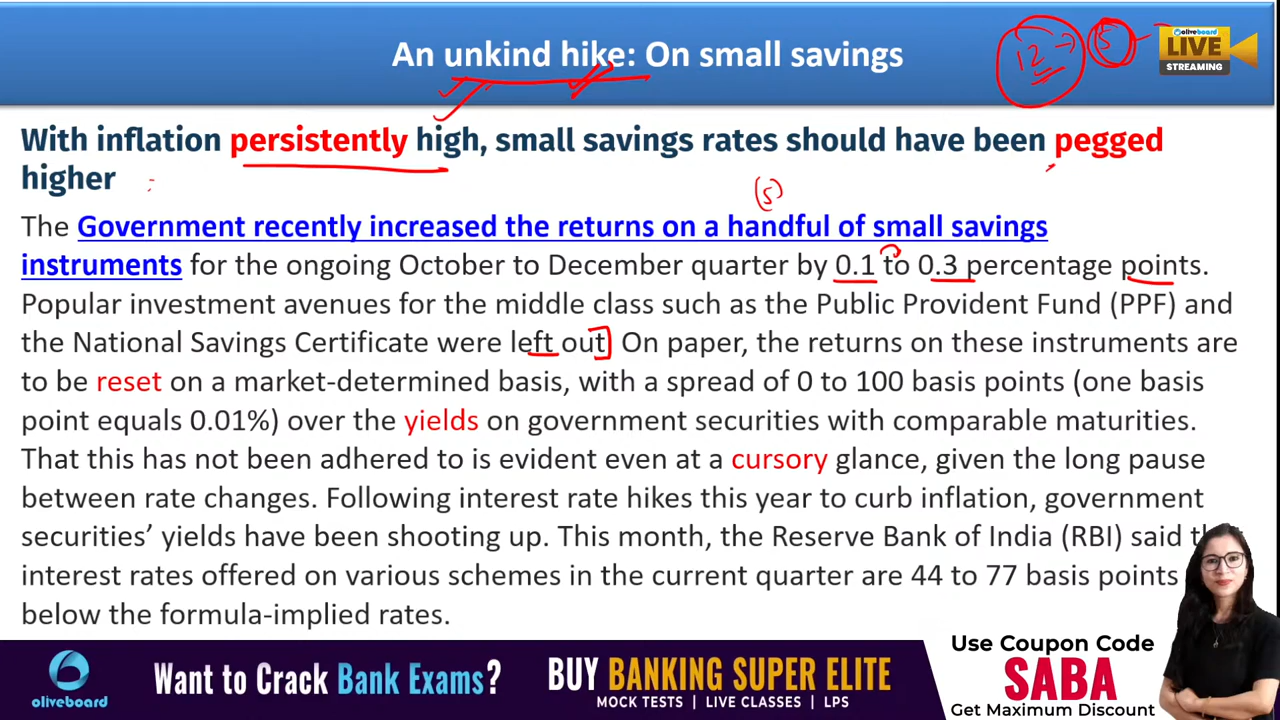 An unkind hike: On small savings
12 → 5 -
oliveboard
LIVE
STREAMING
With inflation persistently high, small savings rates should have been pegged
higher
(5)
The Government recently increased the returns on a handful of small savings
instruments for the ongoing October to December quarter by 0.1 to 0.3 percentage points.
Popular investment avenues for the middle class such as the Public Provident Fund (PPF) and
the National Savings Certificate were left out] On paper, the returns on these instruments are
to be reset on a market-determined basis, with a spread of 0 to 100 basis points (one basis
point equals 0.01%) over the yields on government securities with comparable maturities.
That this has not been adhered to is evident even at a cursory glance, given the long pause
between rate changes. Following interest rate hikes this year to curb inflation, government
securities’ yields have been shooting up. This month, the Reserve Bank of India (RBI) said
interest rates offered on various schemes in the current quarter are 44 to 77 basis points
below the formula-implied rates.
oliveboard
Want to Crack Bank Exams?
BUY BANKING SUPER ELITE
MOCK TESTS | LIVE CLASSES | LPS
Use Coupon Code
SABA
Get Maximum Discount